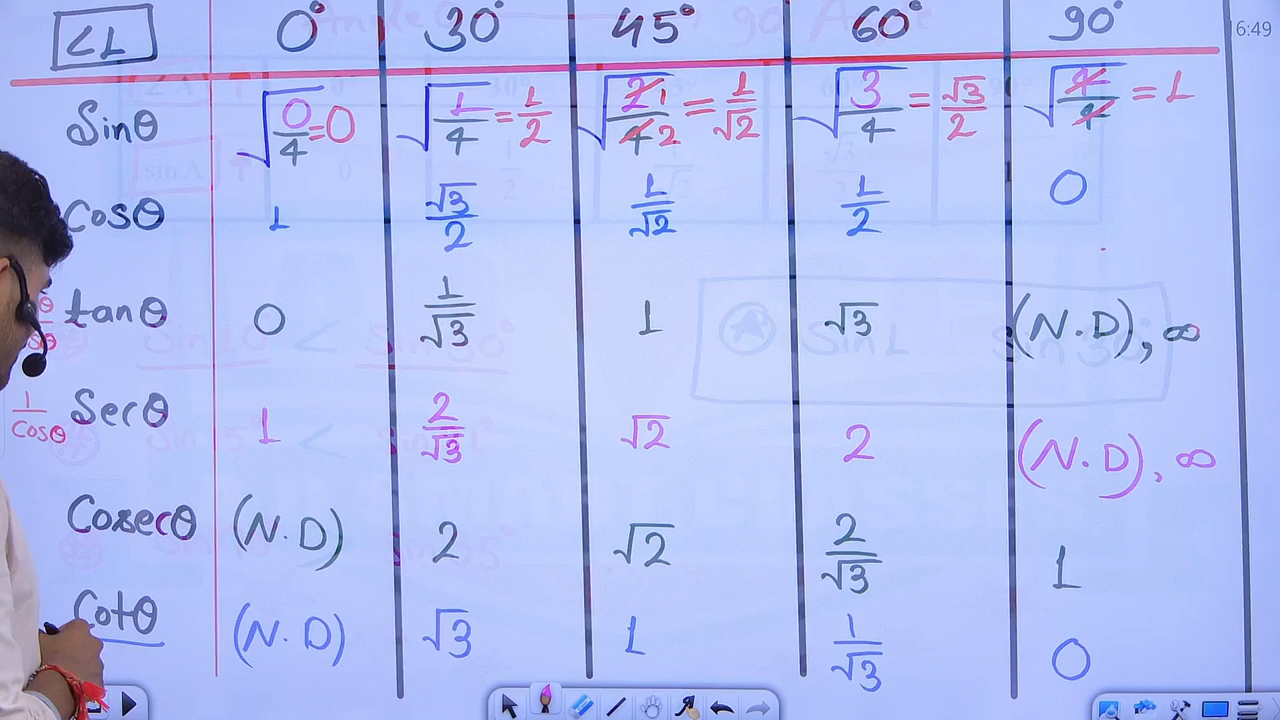 ∠L 0° 30° 45° 60° 90° 6:49
Sinθ √0/4=0 √1/4=1/2 √21/42=1/√2 √3/4=√3/2 √4/4=1
Cosθ 1 √3/2 1/√2 1/2 0
tanθ 0 1/√3 1 √3 (N.D), ∞
1/Cosθ Secθ 1 2/√3 √2 2 (N.D), ∞
Cosecθ (N.D) 2 √2 2/√3 1
Cotθ (N.D) √3 1 1/√3 0